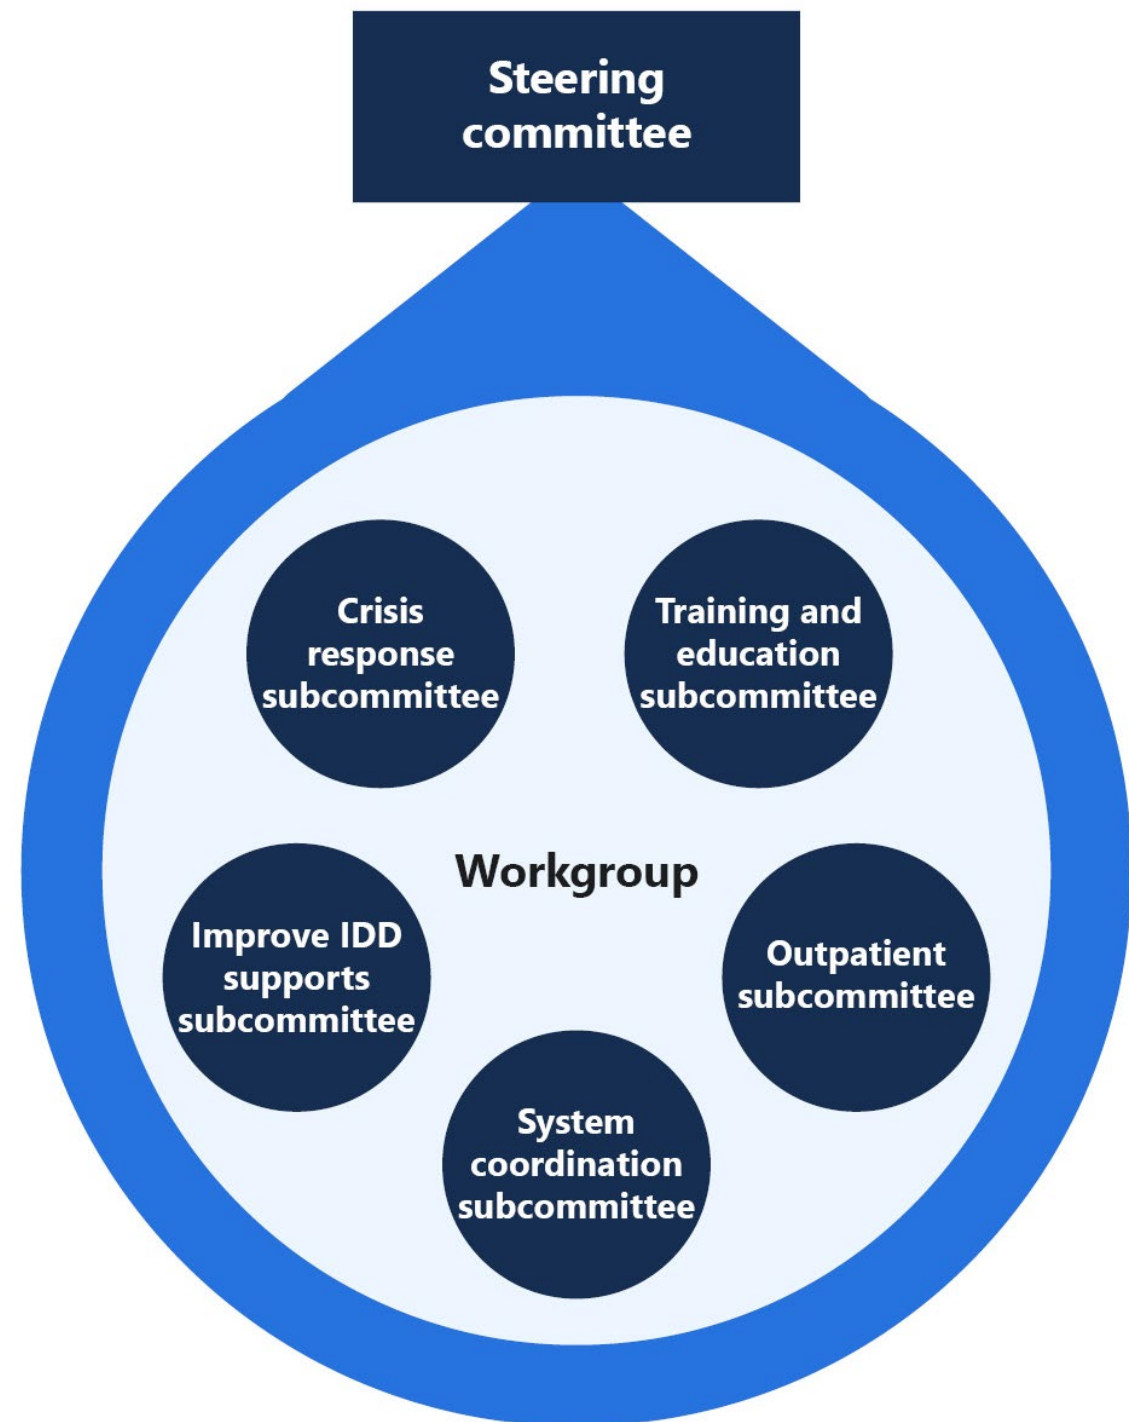 Steering
committee
Crisis
response
subcommittee
Training and
education
subcommittee
Workgroup
Improve IDD
supports
subcommittee
Outpatient
subcommittee
System
coordination
subcommittee